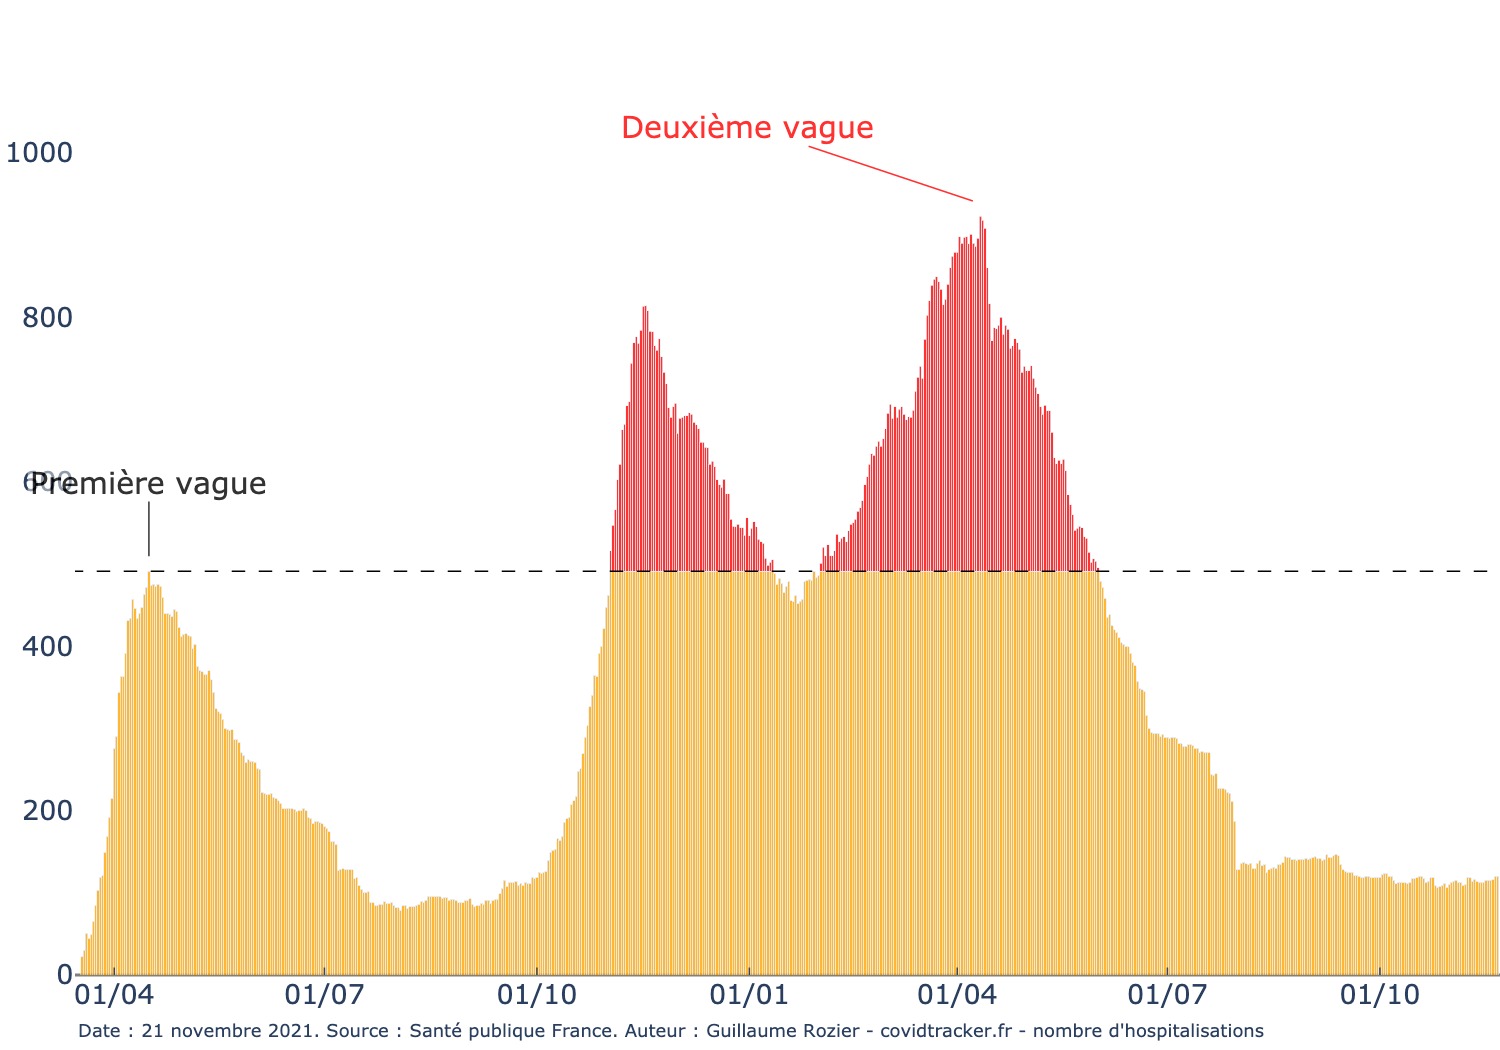 Deuxième vague
1000
800
600
Première vague
400
200
0
01/04 01/07 01/10 01/01 01/04 01/07 01/10
Date : 21 novembre 2021. Source : Santé publique France. Auteur : Guillaume Rozier - covidtracker.fr - nombre d'hospitalisations